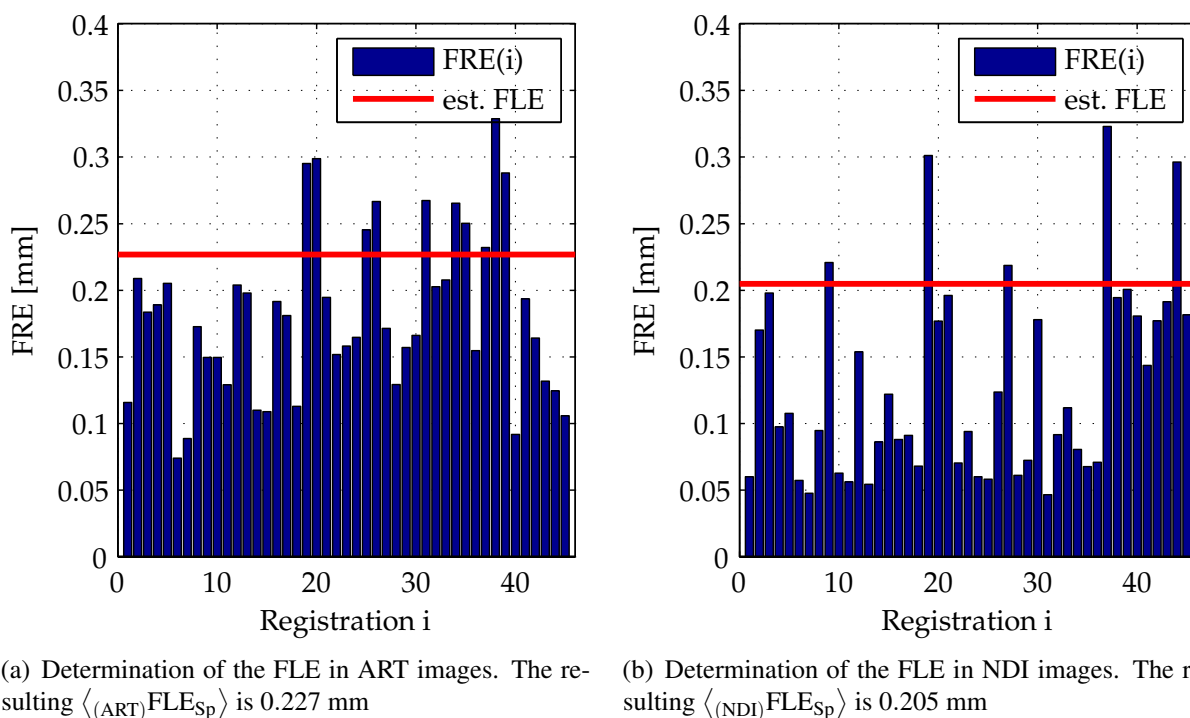 0.4
0.35
0.3
0.25
0.2
0.15
0.1
0.05
0
FRE [mm]
FRE(i)
est. FLE
0 10 20 30 40
Registration i
(a) Determination of the FLE in ART images. The re-
sulting ⟨(ART)FLESp⟩ is 0.227 mm
0.4
0.35
0.3
0.25
0.2
0.15
0.1
0.05
0
FRE [mm]
FRE(i)
est. FLE
0 10 20 30 40
Registration i
(b) Determination of the FLE in NDI images. The r
sulting ⟨(NDI)FLESp⟩ is 0.205 mm